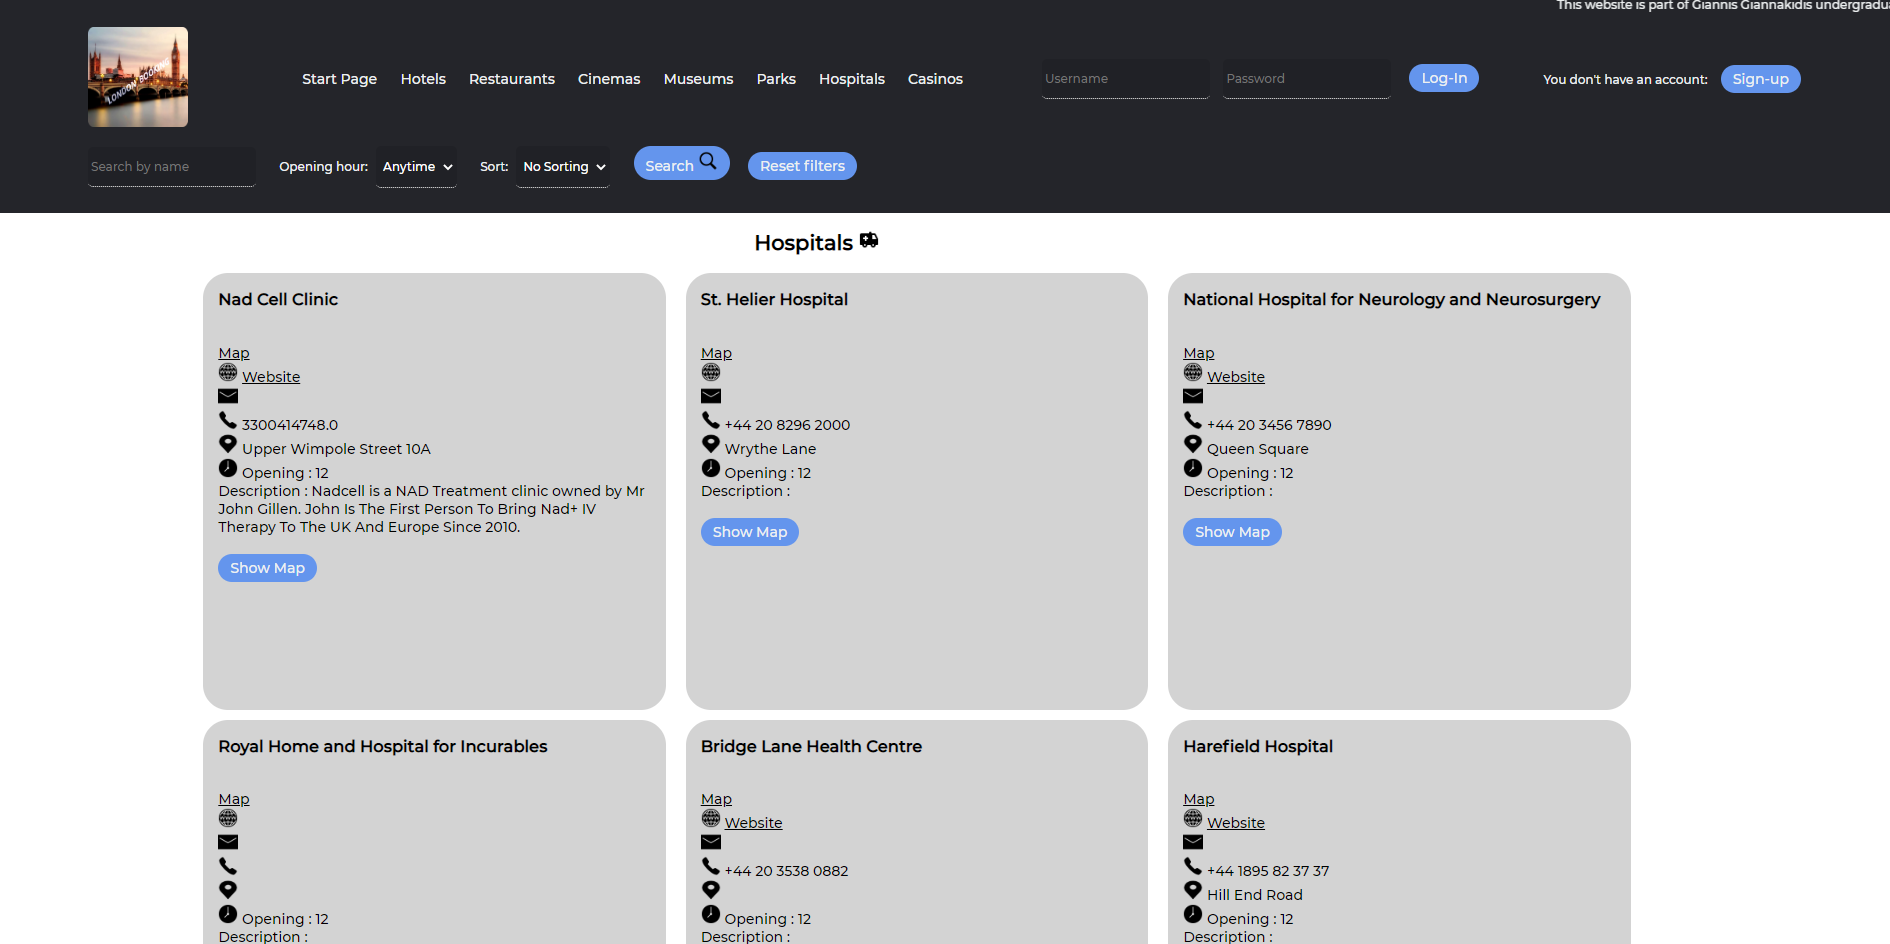 This website is part of Giannis Giannakidis
LONDON BOOKING
Start Page Hotels Restaurants Cinemas Museums Parks Hospitals Casinos Username Password Log-In You don't have an account: Sign-up
Search by name Opening hour: Anytime Sort: No Sorting Search Reset filters
Hospitals
Nad Cell Clinic
Map
Website
3300414748.0
Upper Wimpole Street 10A
Opening : 12
Description : Nadcell is a NAD Treatment clinic owned by Mr
John Gillen. John Is The First Person To Bring Nad+ IV
Therapy To The UK And Europe Since 2010.
Show Map
St. Helier Hospital
Map
+44 20 8296 2000
Wrythe Lane
Opening : 12
Description :
Show Map
National Hospital for Neurology and Neurosurgery
Map
Website
+44 20 3456 7890
Queen Square
Opening : 12
Description :
Show Map
Royal Home and Hospital for Incurables
Map
Opening : 12
Description :
Bridge Lane Health Centre
Map
Website
+44 20 3538 0882
Opening : 12
Description :
Harefield Hospital
Map
Website
+44 1895 82 37 37
Hill End Road
Opening : 12
Description :